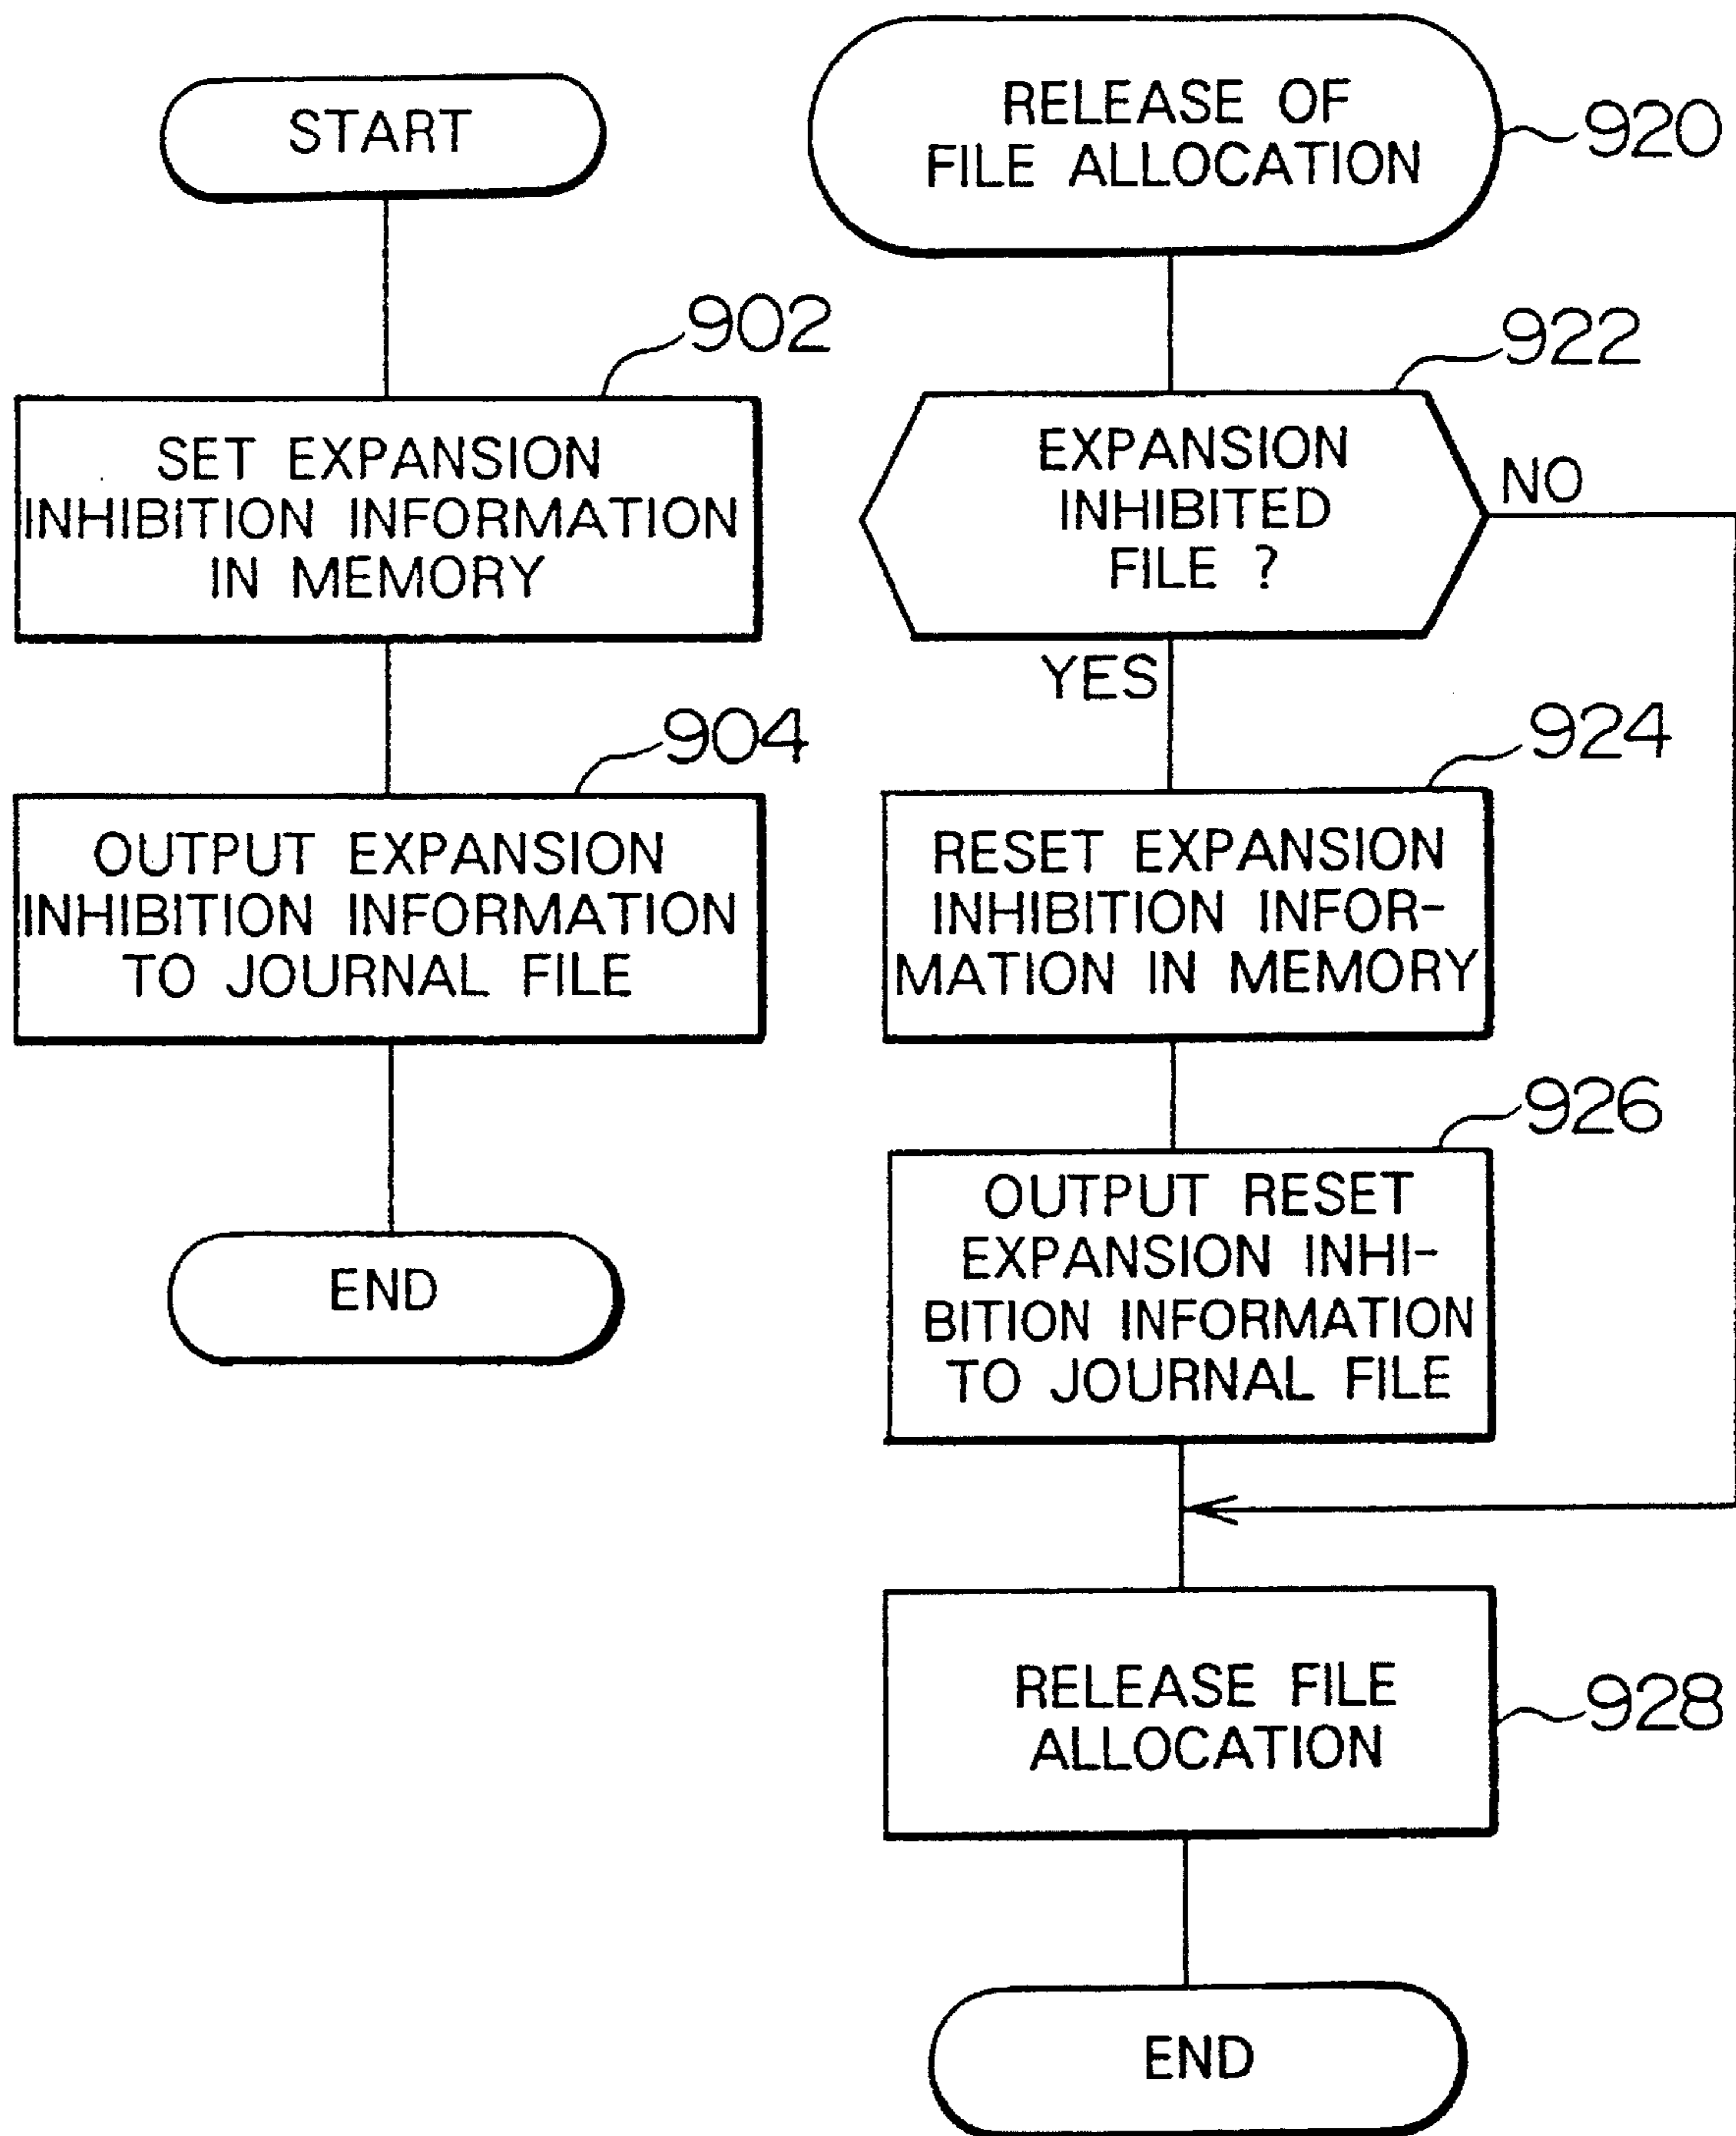 START
902
SET EXPANSION
INHIBITION INFORMATION
IN MEMORY
904
OUTPUT EXPANSION
INHIBITION INFORMATION
TO JOURNAL FILE
END
RELEASE OF
FILE ALLOCATION
920
922
EXPANSION
INHIBITED
FILE ?
NO
YES
924
RESET EXPANSION
INHIBITION INFOR-
MATION IN MEMORY
926
OUTPUT RESET
EXPANSION INHI-
BITION INFORMATION
TO JOURNAL FILE
RELEASE FILE
ALLOCATION
928
END